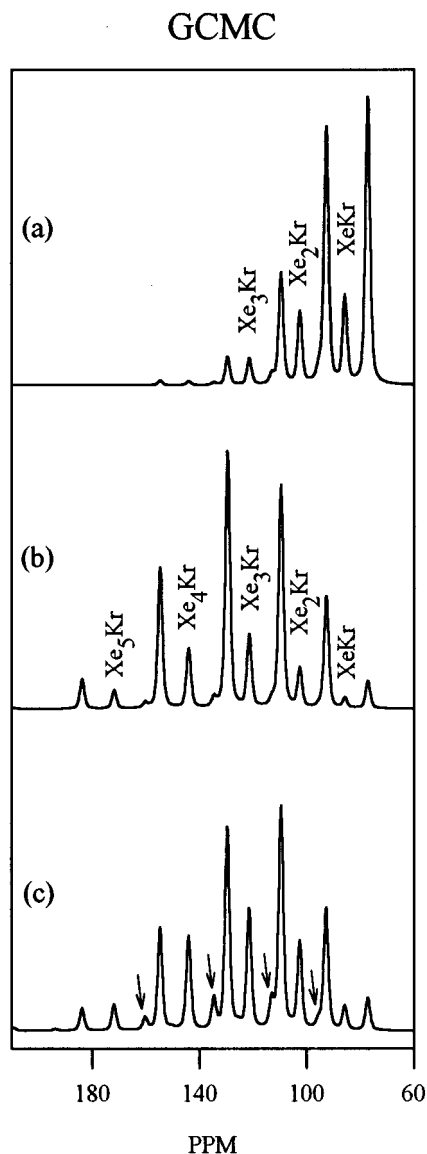 GCMC
(a)
Xe3Kr
Xe2Kr
XeKr
(b)
Xe5Kr
Xe4Kr
Xe3Kr
Xe2Kr
XeKr
(c)
180 140 100 60
PPM